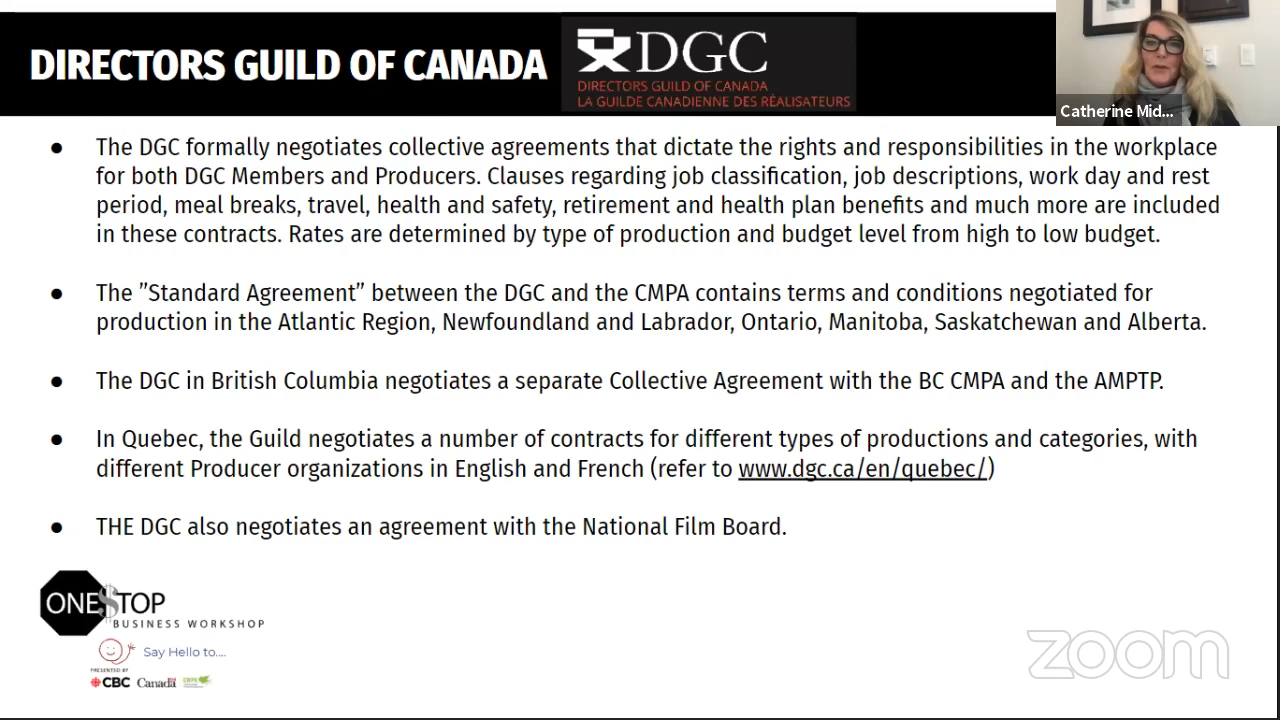 DIRECTORS GUILD OF CANADA
DGC
DIRECTORS GUILD OF CANADA
LA GUILDE CANADIENNE DES RÉALISATEURS
Catherine Mid...
● The DGC formally negotiates collective agreements that dictate the rights and responsibilities in the workplace
for both DGC Members and Producers. Clauses regarding job classification, job descriptions, work day and rest
period, meal breaks, travel, health and safety, retirement and health plan benefits and much more are included
in these contracts. Rates are determined by type of production and budget level from high to low budget.
● The ”Standard Agreement” between the DGC and the CMPA contains terms and conditions negotiated for
production in the Atlantic Region, Newfoundland and Labrador, Ontario, Manitoba, Saskatchewan and Alberta.
● The DGC in British Columbia negotiates a separate Collective Agreement with the BC CMPA and the AMPTP.
● In Quebec, the Guild negotiates a number of contracts for different types of productions and categories, with
different Producer organizations in English and French (refer to www.dgc.ca/en/quebec/)
● THE DGC also negotiates an agreement with the National Film Board.
ONE$TOP
BUSINESS WORKSHOP
Say Hello to....
PRESENTED BY
CBC Canada
zoom